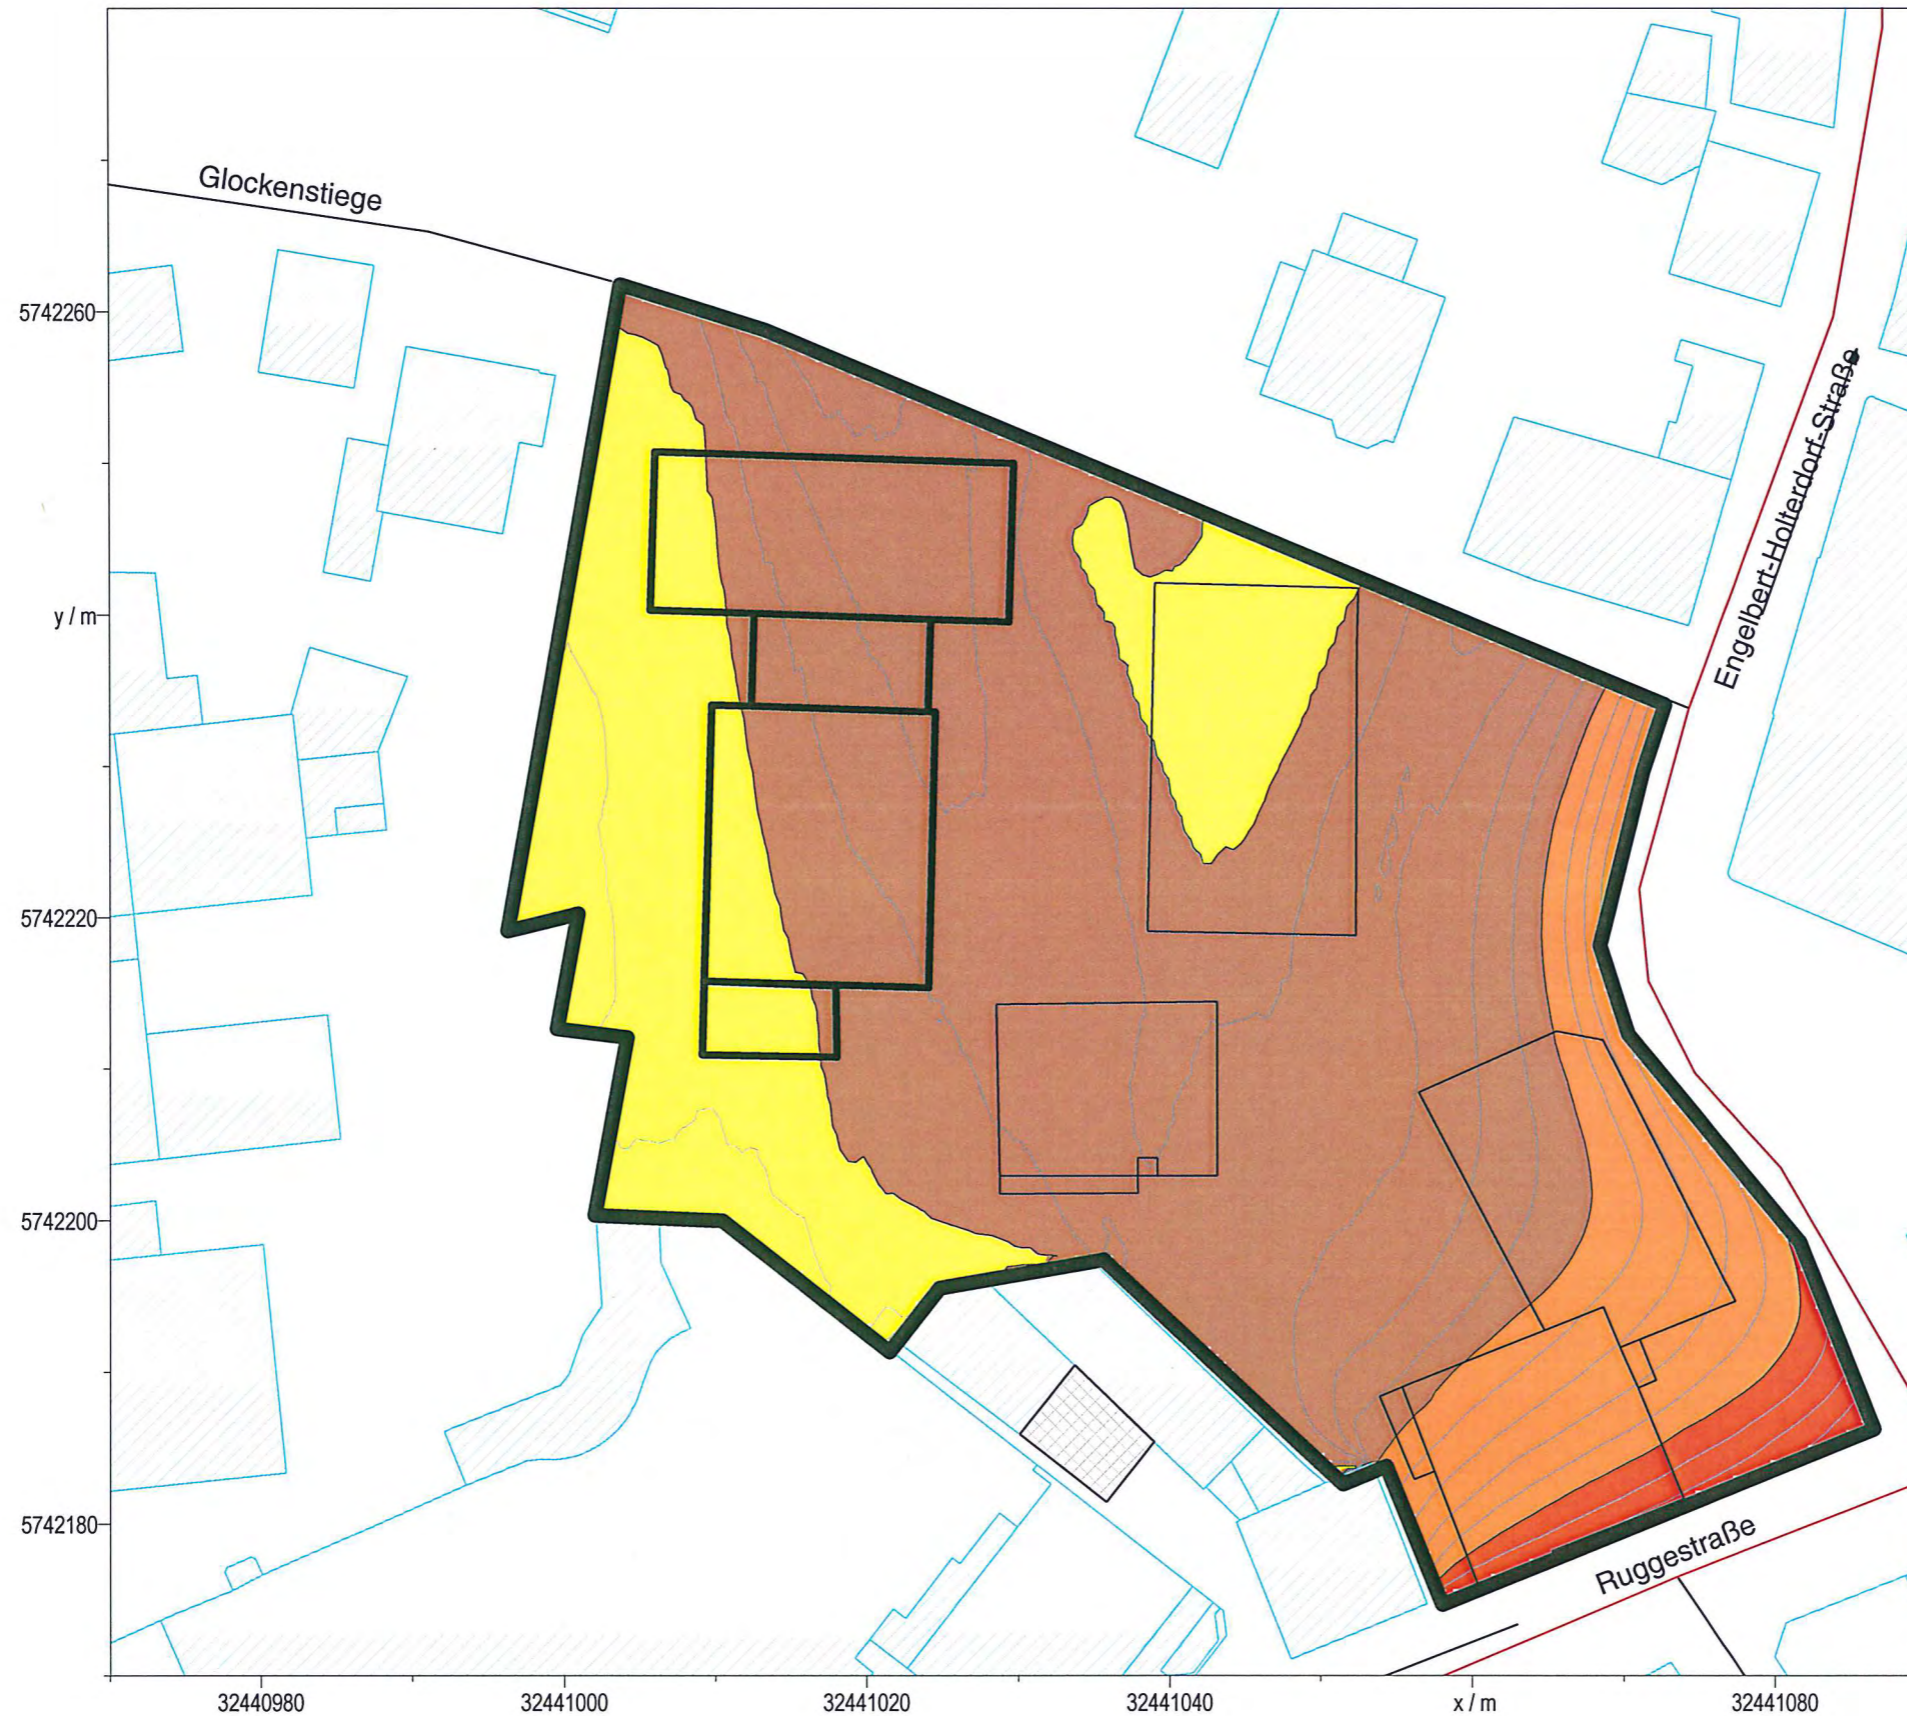 Glockenstiege
5742260
Engelbert-Holterdorf-Straße
y / m
5742220
5742200
5742180
Ruggestraße
32440980
32441000
32441020
32441040
x / m
32441080